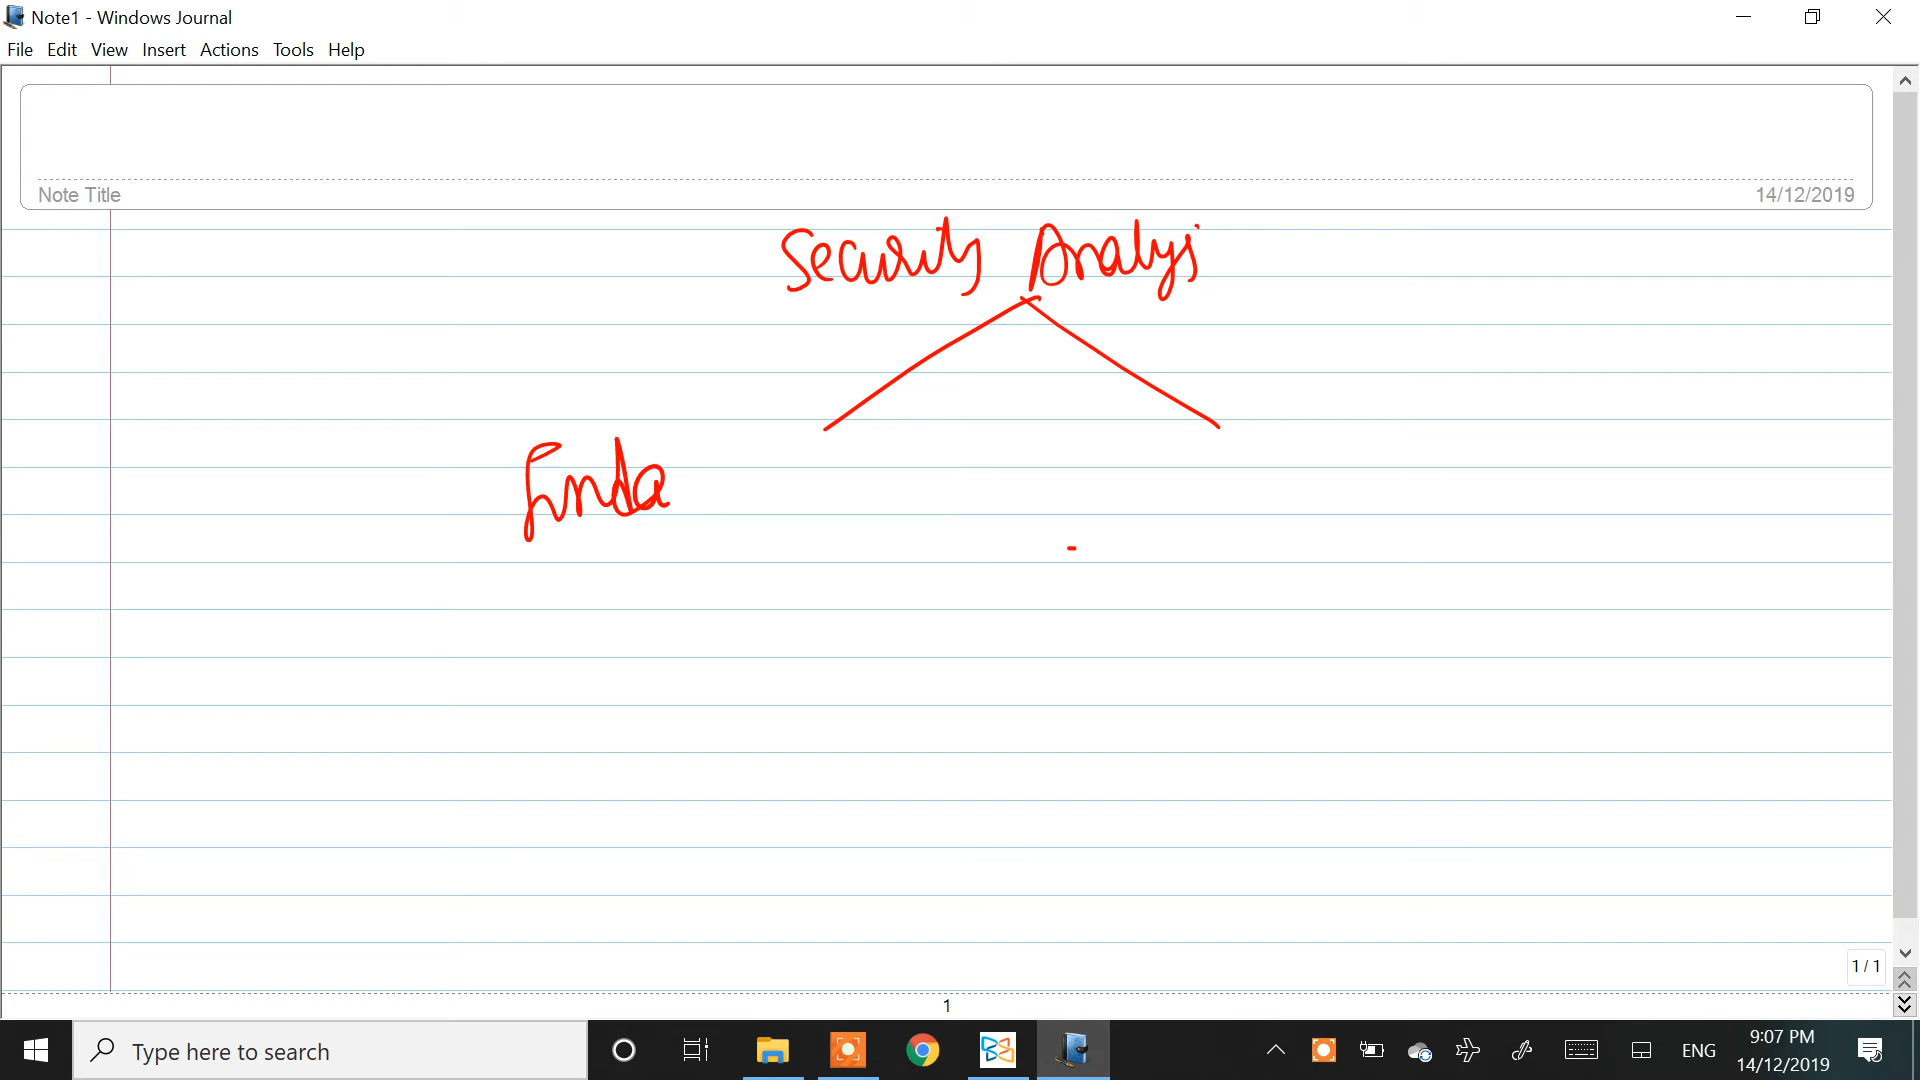 Note1 - Windows Journal
File Edit View Insert Actions Tools Help
Note Title 14/12/2019
Security Analysi
Funda
1 / 1
1
Type here to search
ENG
9:07 PM
14/12/2019